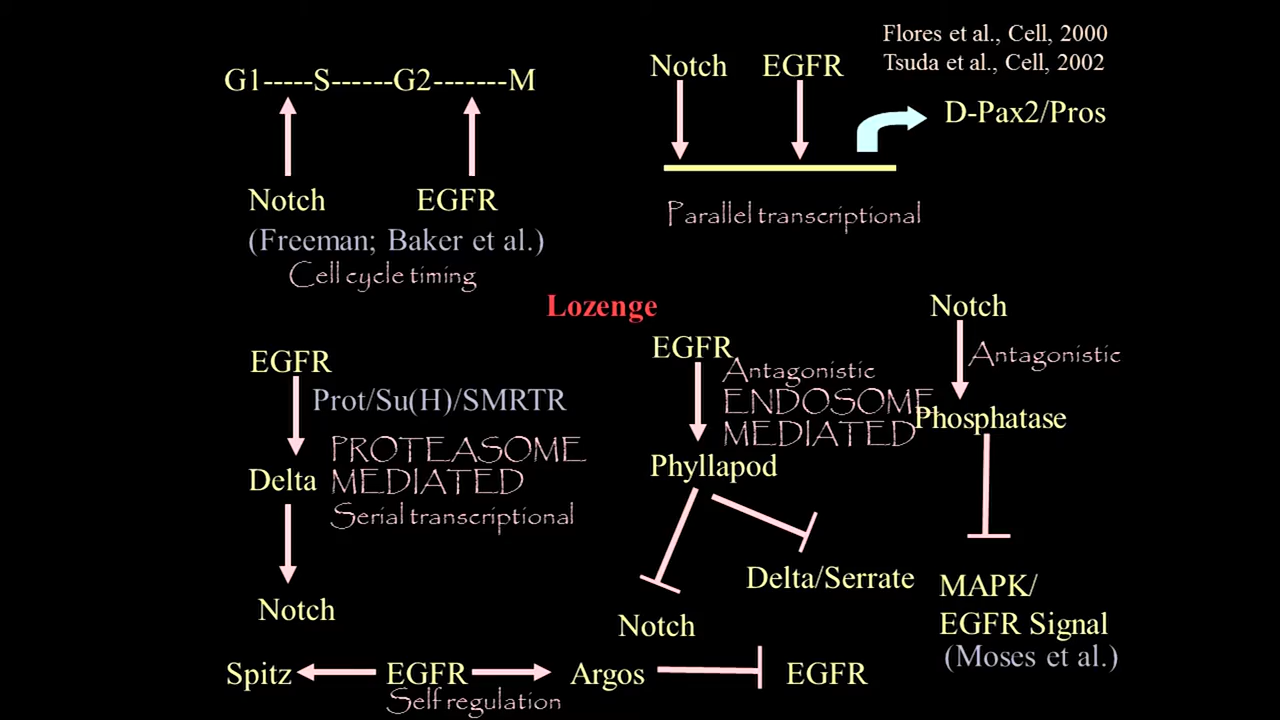 G1-----S------G2-------M
Notch EGFR
(Freeman; Baker et al.)
Cell cycle timing
Notch EGFR
Flores et al., Cell, 2000
Tsuda et al., Cell, 2002
D-Pax2/Pros
Parallel transcriptional
Lozenge
EGFR
Prot/Su(H)/SMRTR
PROTEASOME
Delta MEDIATED
Serial transcriptional
Notch
EGFR
Antagonistic
ENDOSOME
MEDIATED
Phyllapod
Delta/Serrate
Notch
Notch
Antagonistic
Phosphatase
MAPK/
EGFR Signal
(Moses et al.)
Spitz EGFR Argos EGFR
Self regulation